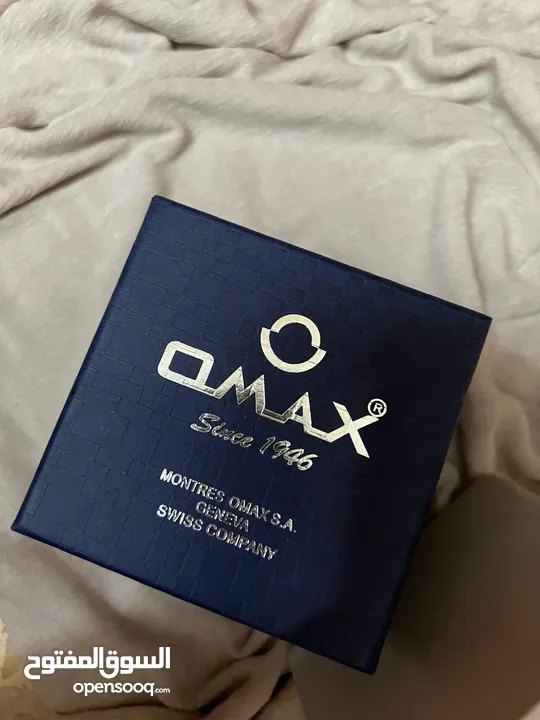 OMAX®
Since 1946
MONTRES OMAX S.A.
GENEVA
SWISS COMPANY
السوق المفتوح
opensooq.com